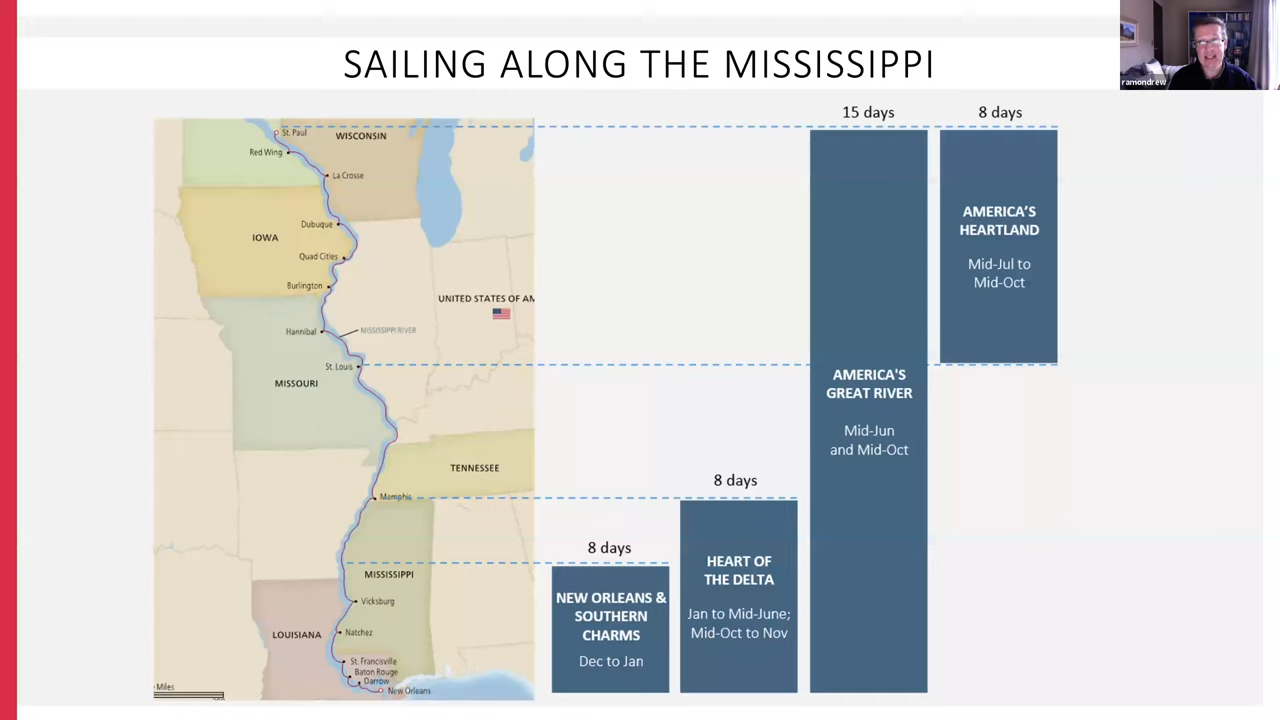 SAILING ALONG THE MISSISSIPPI
ramondrew
15 days
8 days
St. Paul
WISCONSIN
Red Wing
La Crosse
Dubuque
IOWA
Quad Cities
Burlington
UNITED STATES OF AM
Hannibal
MISSISSIPPI RIVER
St. Louis
MISSOURI
TENNESSEE
Memphis
MISSISSIPPI
Vicksburg
LOUISIANA
Natchez
St. Francisville
Baton Rouge
Darrow
New Orleans
Miles
8 days
NEW ORLEANS &
SOUTHERN
CHARMS
Dec to Jan
8 days
HEART OF
THE DELTA
Jan to Mid-June;
Mid-Oct to Nov
AMERICA'S
GREAT RIVER
Mid-Jun
and Mid-Oct
AMERICA’S
HEARTLAND
Mid-Jul to
Mid-Oct